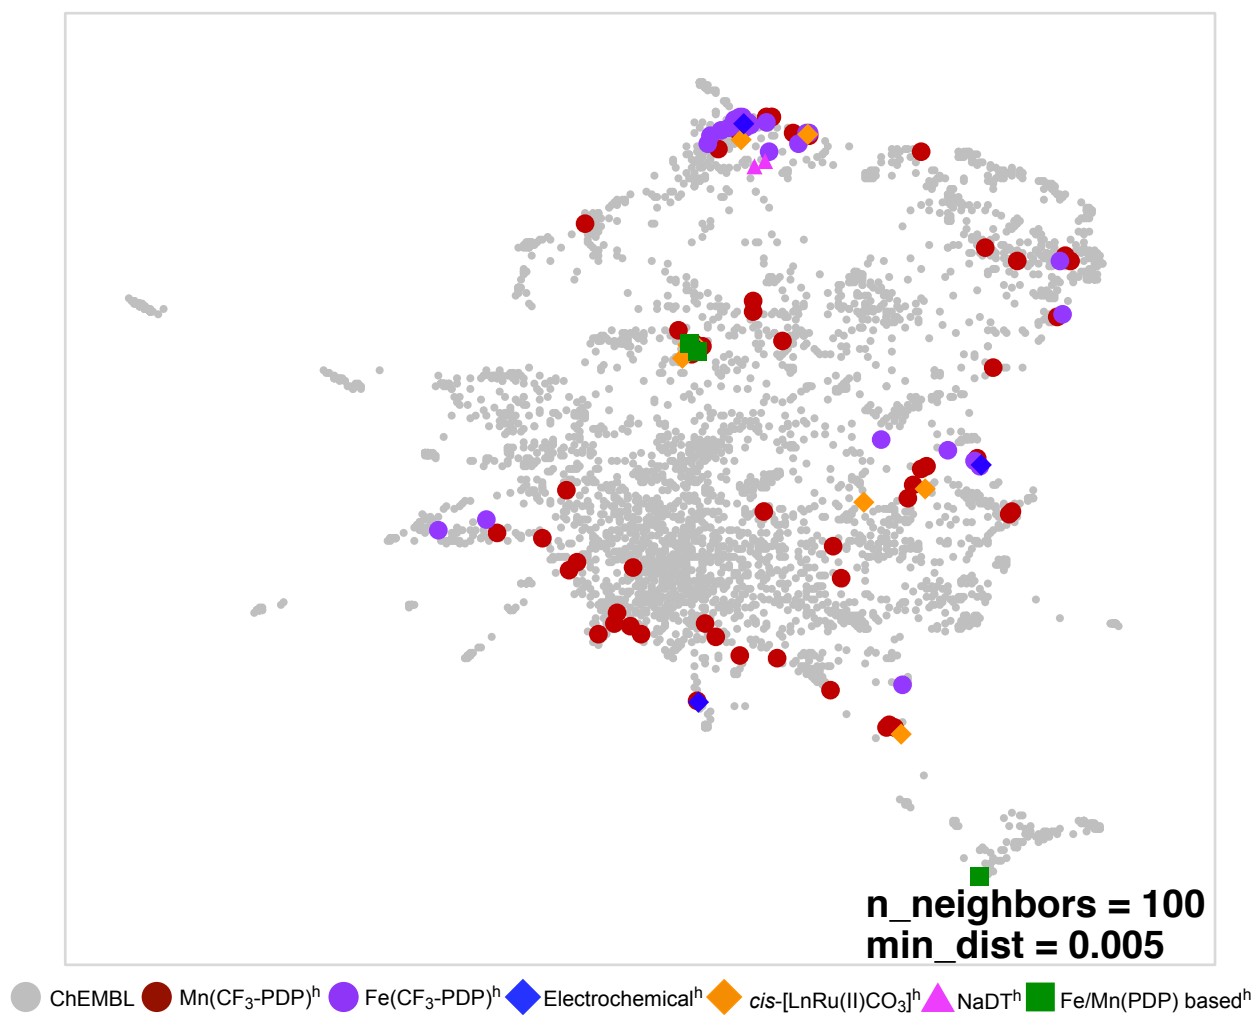 n_neighbors = 100
min_dist = 0.005
ChEMBL Mn(CF₃-PDP)ʰ Fe(CF₃-PDP)ʰ Electrochemicalʰ cis-[LnRu(II)CO₃]ʰ NaDTʰ Fe/Mn(PDP) basedʰ